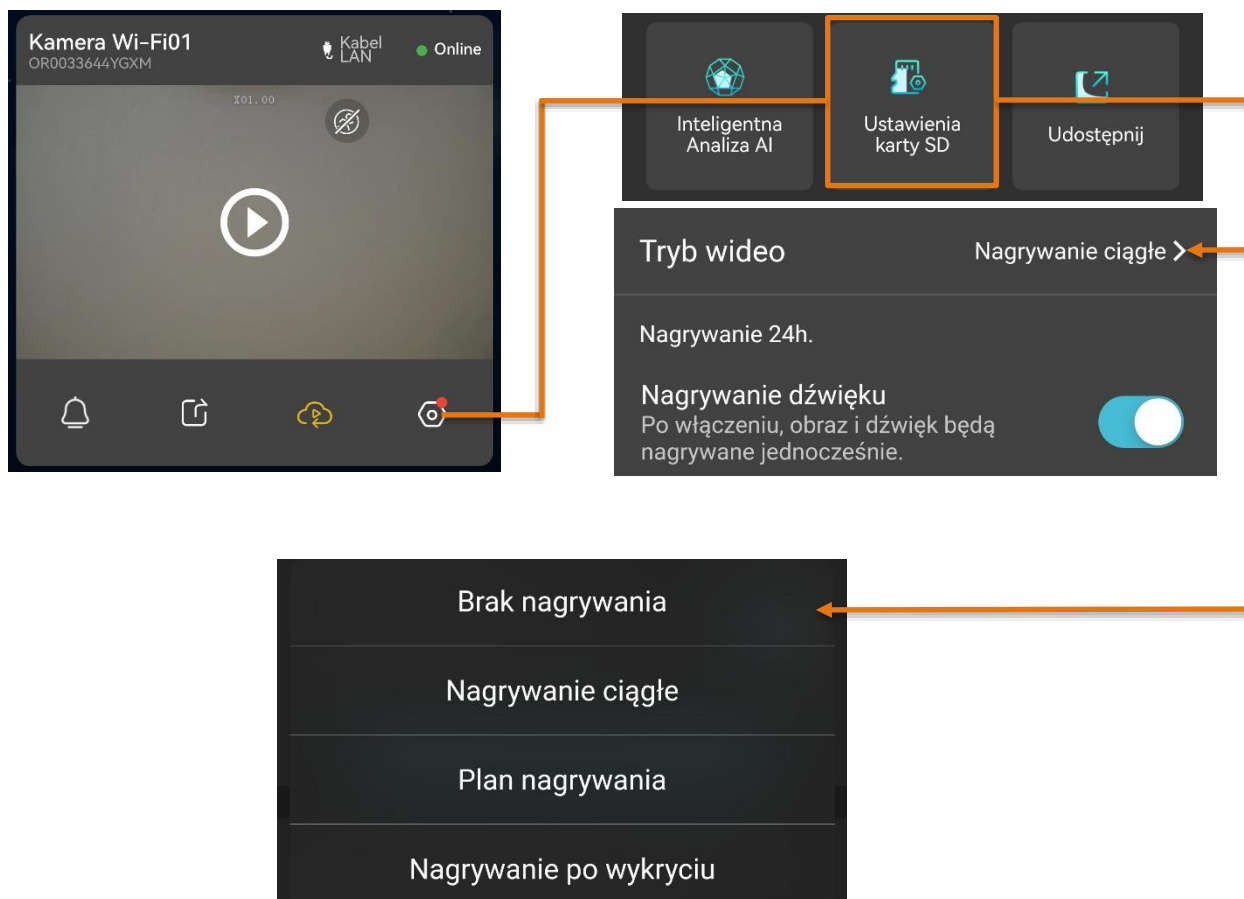 Kamera Wi-Fi01
OR0033644YGXM
Kabel
LAN
Online
X01.00
Inteligentna
Analiza AI
Ustawienia
karty SD
Udostępnij
Tryb wideo
Nagrywanie ciągłe
Nagrywanie 24h.
Nagrywanie dźwięku
Po włączeniu, obraz i dźwięk będą
nagrywane jednocześnie.
Brak nagrywania
Nagrywanie ciągłe
Plan nagrywania
Nagrywanie po wykryciu